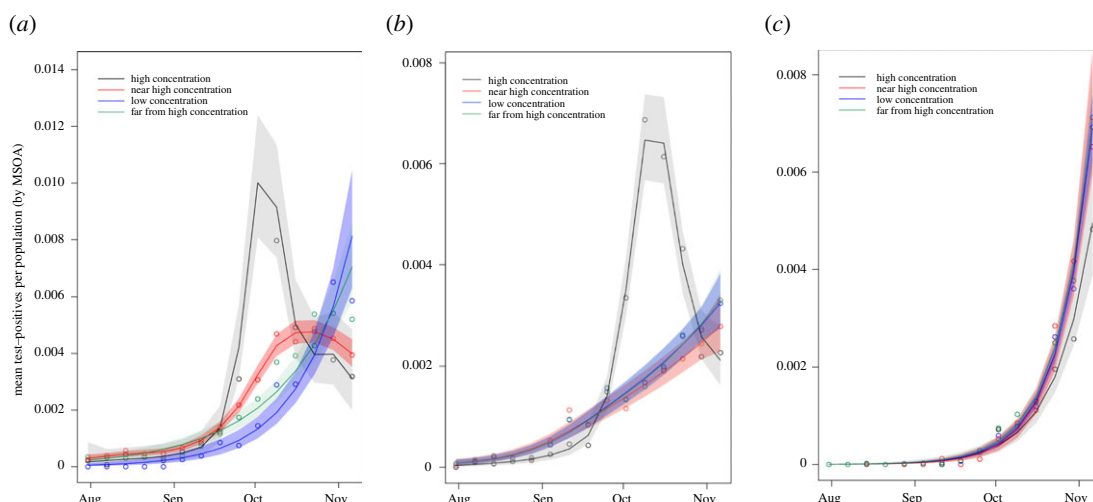 (a)
(b)
(c)
mean test–positives per population (by MSOA)
0.014
0.012
0.010
0.008
0.006
0.004
0.002
0
high concentration
near high concentration
low concentration
far from high concentration
Aug Sep Oct Nov
0.008
0.006
0.004
0.002
0
high concentration
near high concentration
low concentration
far from high concentration
Aug Sep Oct Nov
0.008
0.006
0.004
0.002
0
high concentration
near high concentration
low concentration
far from high concentration
Aug Sep Oct Nov